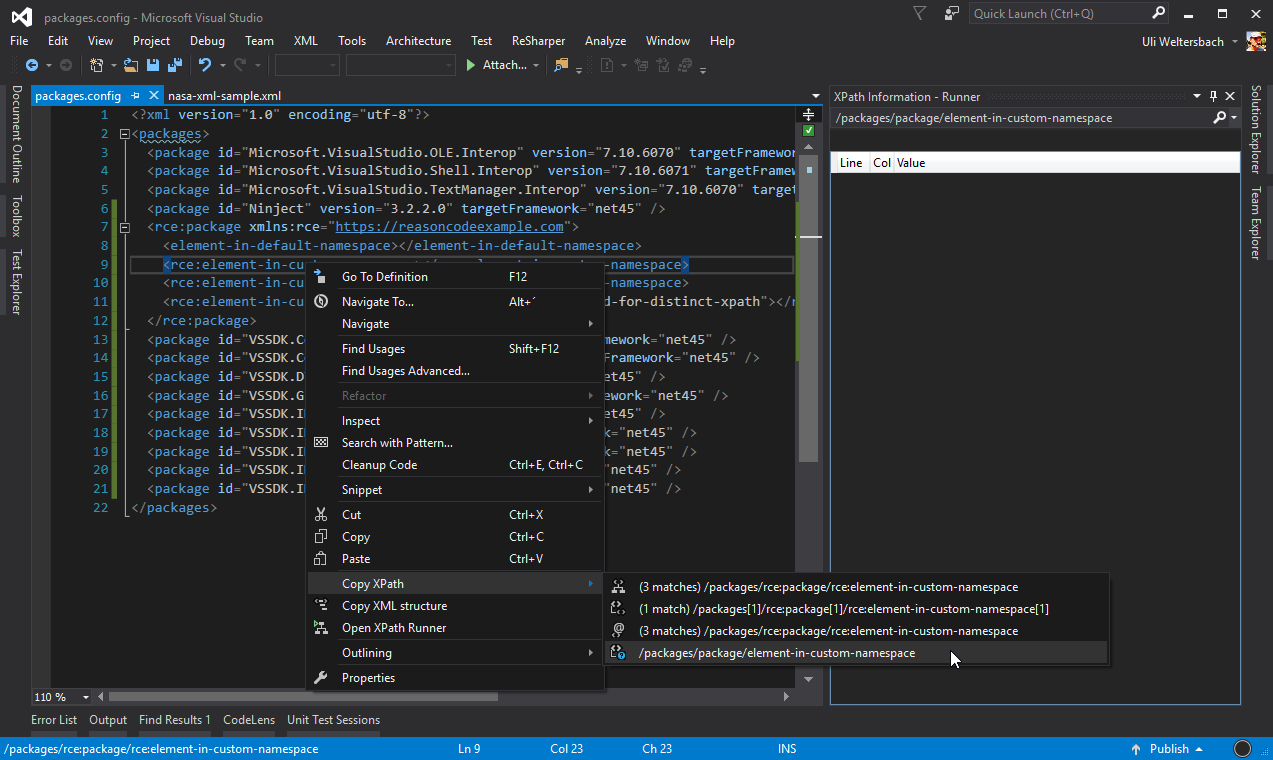 packages.config - Microsoft Visual Studio
Quick Launch (Ctrl+Q)
File Edit View Project Debug Team XML Tools Architecture Test ReSharper Analyze Window Help
Uli Weltersbach
Attach...
Document Outline
Toolbox
Test Explorer
packages.config nasa-xml-sample.xml
1 <?xml version="1.0" encoding="utf-8"?>
2 <packages>
3 <package id="Microsoft.VisualStudio.OLE.Interop" version="7.10.6070" targetFramewor
4 <package id="Microsoft.VisualStudio.Shell.Interop" version="7.10.6071" targetFramew
5 <package id="Microsoft.VisualStudio.TextManager.Interop" version="7.10.6070" target
6 <package id="Ninject" version="3.2.2.0" targetFramework="net45" />
7 <rce:package xmlns:rce="https://reasoncodeexample.com">
8 <element-in-default-namespace></element-in-default-namespace>
9 <rce:element-in-cu -namespace>
10 <rce:element-in-cu -namespace>
11 <rce:element-in-cu d-for-distinct-xpath"></r
12 </rce:package>
13 <package id="VSSDK.C mework="net45" />
14 <package id="VSSDK.C Framework="net45" />
15 <package id="VSSDK.D et45" />
16 <package id="VSSDK.G ework="net45" />
17 <package id="VSSDK.I et45" />
18 <package id="VSSDK.I k="net45" />
19 <package id="VSSDK.I k="net45" />
20 <package id="VSSDK.I "net45" />
21 <package id="VSSDK.I "net45" />
22 </packages>
Go To Definition F12
Navigate To... Alt+´
Navigate
Find Usages Shift+F12
Find Usages Advanced...
Refactor
Inspect
Search with Pattern...
Cleanup Code Ctrl+E, Ctrl+C
Snippet
Cut Ctrl+X
Copy Ctrl+C
Paste Ctrl+V
Copy XPath
Copy XML structure
Open XPath Runner
Outlining
Properties
(3 matches) /packages/rce:package/rce:element-in-custom-namespace
(1 match) /packages[1]/rce:package[1]/rce:element-in-custom-namespace[1]
(3 matches) /packages/rce:package/rce:element-in-custom-namespace
/packages/package/element-in-custom-namespace
XPath Information - Runner
/packages/package/element-in-custom-namespace
Line Col Value
Solution Explorer
Team Explorer
110 %
Error List Output Find Results 1 CodeLens Unit Test Sessions
/packages/rce:package/rce:element-in-custom-namespace Ln 9 Col 23 Ch 23 INS Publish